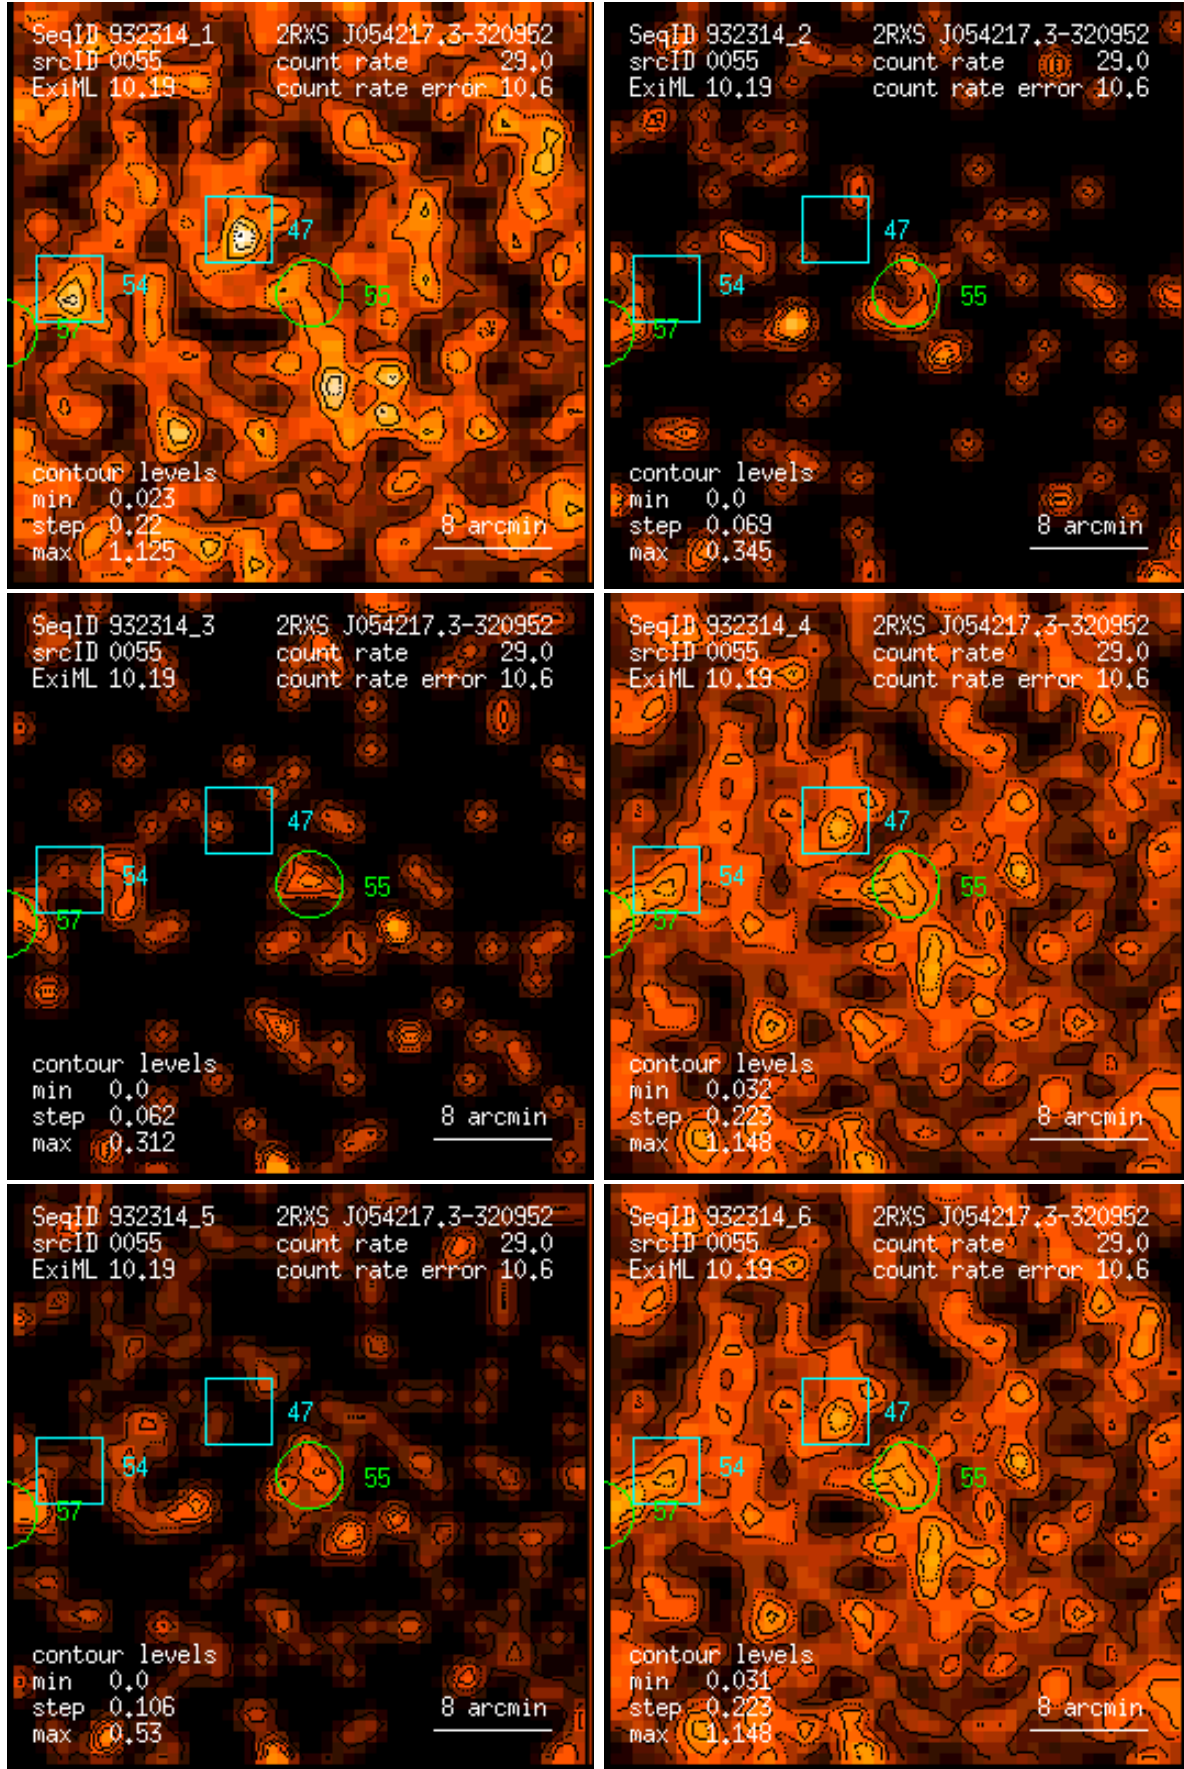 SeqID 932314_1 2RXS J054217.3-320952
srcID 0055 count rate 29.0
ExiML 10.19 count rate error 10.6
47
54
55
57
contour levels
min 0.023
step 0.22 8 arcmin
max 1.125
SeqID 932314_2 2RXS J054217.3-320952
srcID 0055 count rate 29.0
ExiML 10.19 count rate error 10.6
47
54
55
57
contour levels
min 0.0
step 0.069 8 arcmin
max 0.345
SeqID 932314_3 2RXS J054217.3-320952
srcID 0055 count rate 29.0
ExiML 10.19 count rate error 10.6
47
54
55
57
contour levels
min 0.0
step 0.062 8 arcmin
max 0.312
SeqID 932314_4 2RXS J054217.3-320952
srcID 0055 count rate 29.0
ExiML 10.19 count rate error 10.6
47
54
55
57
contour levels
min 0.032
step 0.223 8 arcmin
max 1.148
SeqID 932314_5 2RXS J054217.3-320952
srcID 0055 count rate 29.0
ExiML 10.19 count rate error 10.6
47
54
55
57
contour levels
min 0.0
step 0.106 8 arcmin
max 0.53
SeqID 932314_6 2RXS J054217.3-320952
srcID 0055 count rate 29.0
ExiML 10.19 count rate error 10.6
47
54
55
57
contour levels
min 0.031
step 0.223 8 arcmin
max 1.148